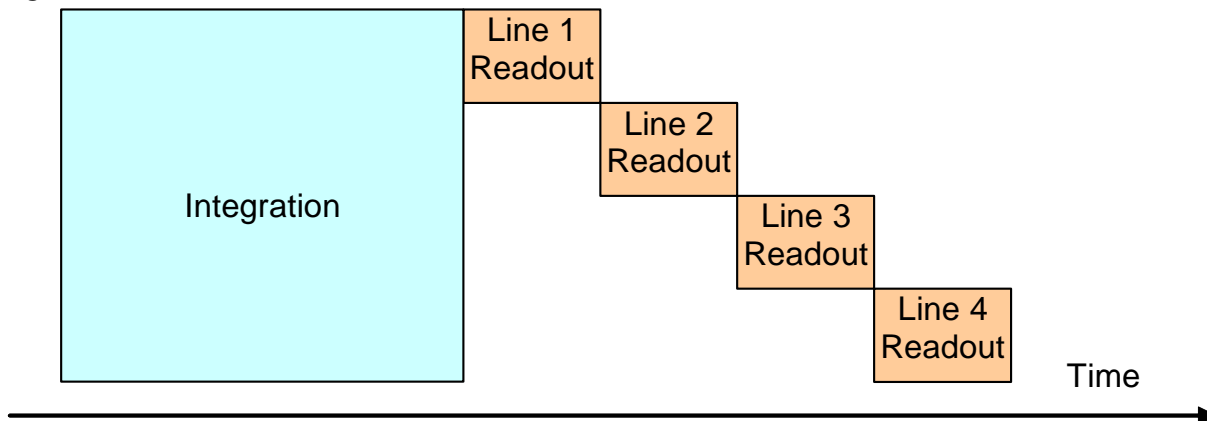 Line 1
Readout
Line 2
Readout
Integration
Line 3
Readout
Line 4
Readout
Time